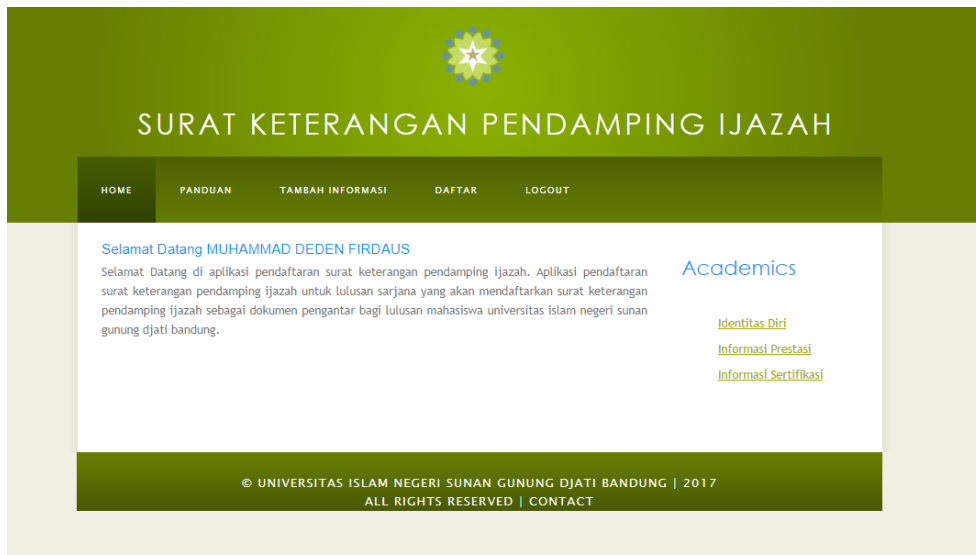 SURAT KETERANGAN PENDAMPING IJAZAH
HOME PANDUAN TAMBAH INFORMASI DAFTAR LOGOUT
Selamat Datang MUHAMMAD DEDEN FIRDAUS
Selamat Datang di aplikasi pendaftaran surat keterangan pendamping ijazah. Aplikasi pendaftaran
surat keterangan pendamping ijazah untuk lulusan sarjana yang akan mendaftarkan surat keterangan
pendamping ijazah sebagai dokumen pengantar bagi lulusan mahasiswa universitas islam negeri sunan
gunung djati bandung.
Academics
Identitas Diri
Informasi Prestasi
Informasi Sertifikasi
© UNIVERSITAS ISLAM NEGERI SUNAN GUNUNG DJATI BANDUNG | 2017
ALL RIGHTS RESERVED | CONTACT